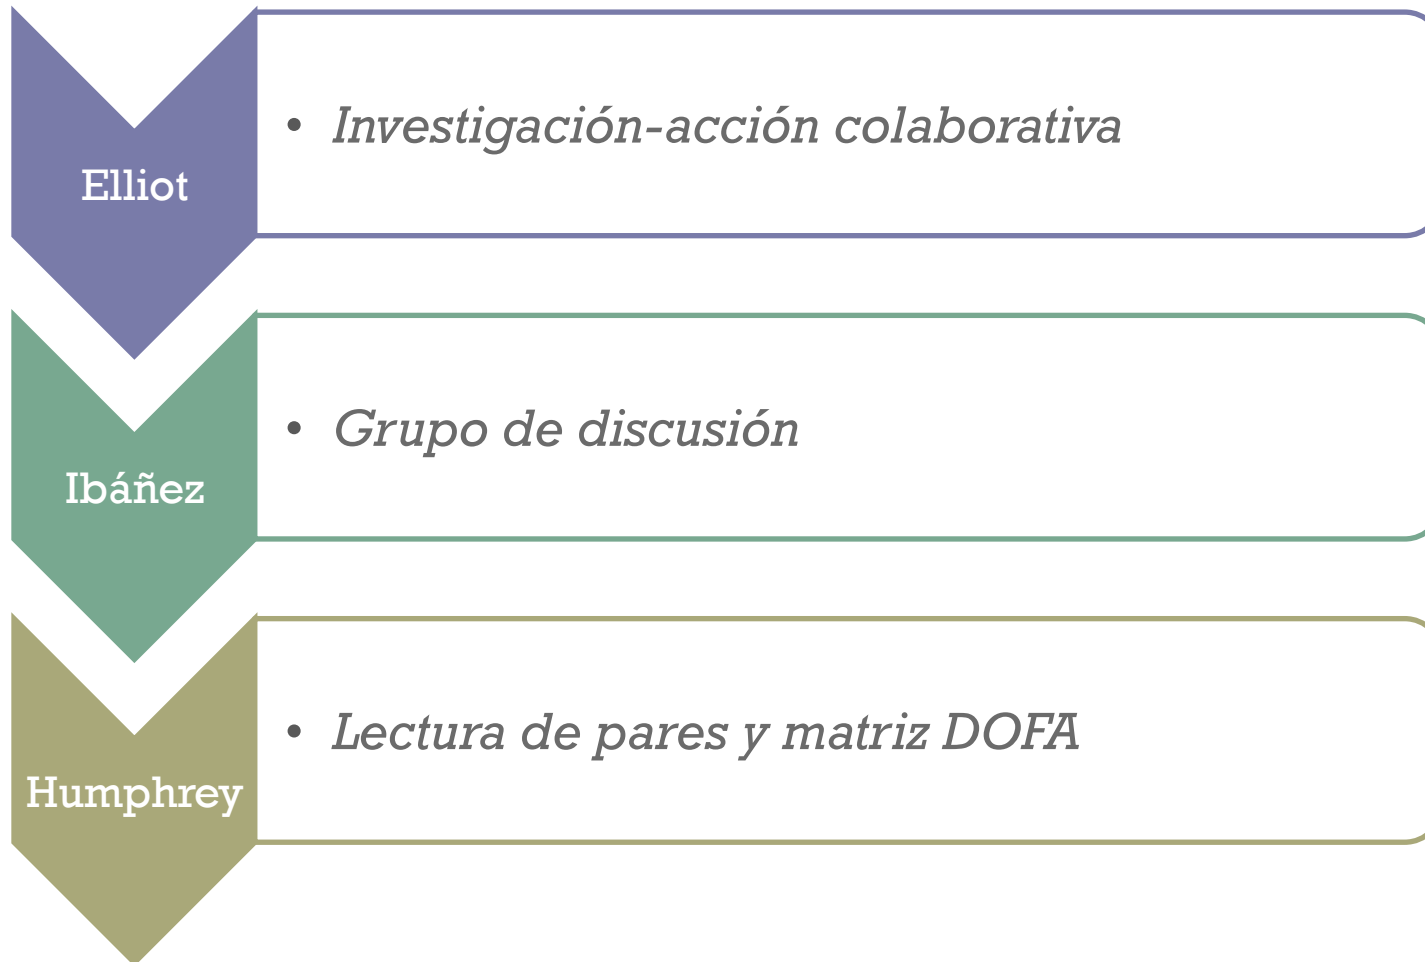 Elliot
• Investigación-acción colaborativa
Ibáñez
• Grupo de discusión
Humphrey
• Lectura de pares y matriz DOFA